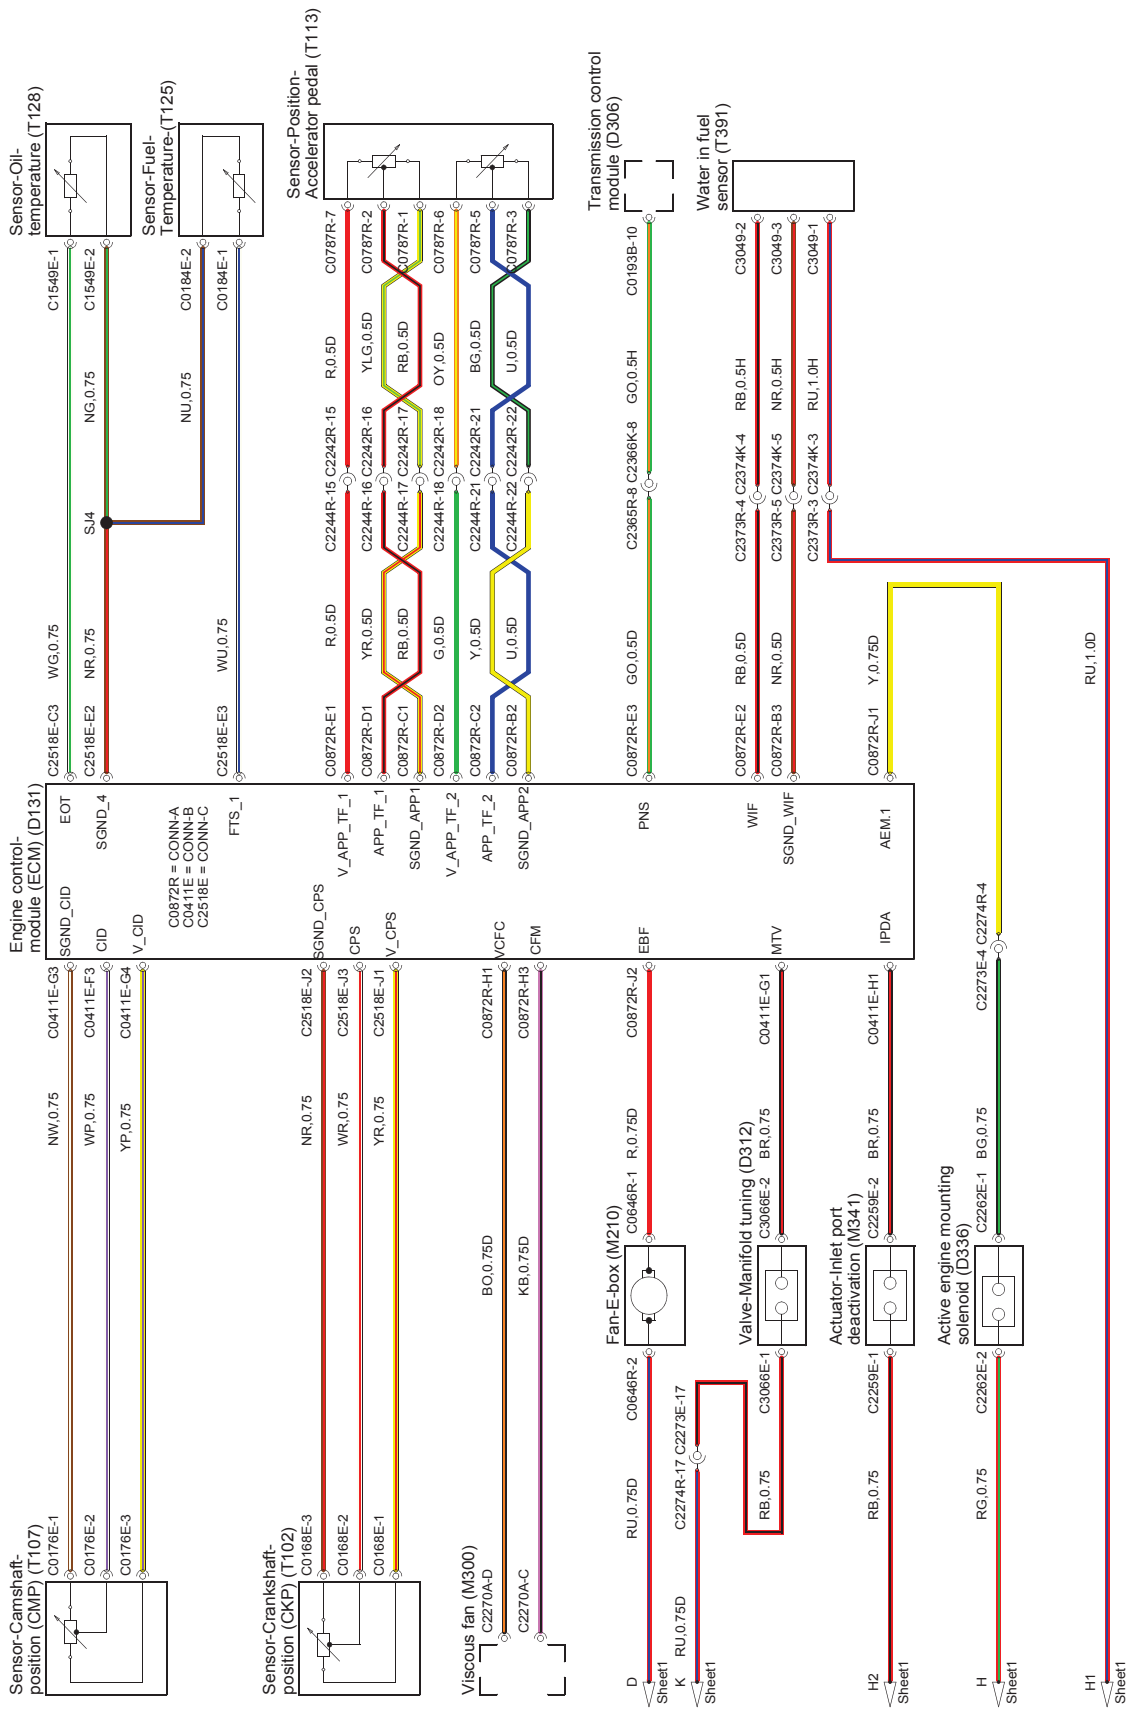 Sensor-Oil-
temperature (T128)
C1549E-1
C1549E-2
NG,0.75
SJ4
WG,0.75
NR,0.75
C2518E-C3
C2518E-E2
Sensor-Fuel-
Temperature-(T125)
C0184E-2
C0184E-1
NU,0.75
WU,0.75
C2518E-E3
Sensor-Position-
Accelerator pedal (T113)
C0787R-7
C0787R-2
C0787R-1
C0787R-6
C0787R-5
C0787R-3
R,0.5D
YLG,0.5D
RB,0.5D
OY,0.5D
BG,0.5D
U,0.5D
C2244R-15 C2242R-15
C2244R-16 C2242R-16
C2244R-17 C2242R-17
C2244R-18 C2242R-18
C2244R-21 C2242R-21
C2244R-22 C2242R-22
R,0.5D
YR,0.5D
RB,0.5D
G,0.5D
Y,0.5D
U,0.5D
C0872R-E1
C0872R-D1
C0872R-C1
C0872R-D2
C0872R-C2
C0872R-B2
Transmission control
module (D306)
C0193B-10
GO,0.5H
C2365R-8 C2366K-8
GO,0.5D
C0872R-E3
Water in fuel
sensor (T391)
C3049-2
C3049-3
C3049-1
RB,0.5H
NR,0.5H
RU,1.0H
C2373R-4 C2374K-4
C2373R-5 C2374K-5
C2373R-3 C2374K-3
RB,0.5D
NR,0.5D
Y,0.75D
RU,1.0D
C0872R-E2
C0872R-B3
C0872R-J1
Engine control-
module (ECM) (D131)
EOT
SGND_4
FTS_1
V_APP_TF_1
APP_TF_1
SGND_APP1
V_APP_TF_2
APP_TF_2
SGND_APP2
PNS
WIF
SGND_WIF
AEM.1
C0872R = CONN-A
C0411E = CONN-B
C2518E = CONN-C
SGND_CID
CID
V_CID
SGND_CPS
CPS
V_CPS
VCFC
CFM
EBF
MTV
IPDA
C0411E-G3
C0411E-F3
C0411E-G4
C2518E-J2
C2518E-J3
C2518E-J1
C0872R-H1
C0872R-H3
C0872R-J2
C0411E-G1
C0411E-H1
C2273E-4 C2274R-4
NW,0.75
WP,0.75
YP,0.75
NR,0.75
WR,0.75
YR,0.75
BO,0.75D
KB,0.75D
R,0.75D
BR,0.75
BR,0.75
BG,0.75
C0646R-1
C3066E-2
C2259E-2
C2262E-1
Fan-E-box (M210)
Valve-Manifold tuning (D312)
Actuator-Inlet port
deactivation (M341)
Active engine mounting
solenoid (D336)
C0646R-2
C2274R-17 C2273E-17
C3066E-1
C2259E-1
C2262E-2
RU,0.75D
RB,0.75
RB,0.75
RG,0.75
RU,0.75D
Sensor-Camshaft-
position (CMP) (T107)
C0176E-1
C0176E-2
C0176E-3
Sensor-Crankshaft-
position (CKP) (T102)
C0168E-3
C0168E-2
C0168E-1
Viscous fan (M300)
C2270A-D
C2270A-C
D
Sheet1
K
Sheet1
H2
Sheet1
H
Sheet1
H1
Sheet1